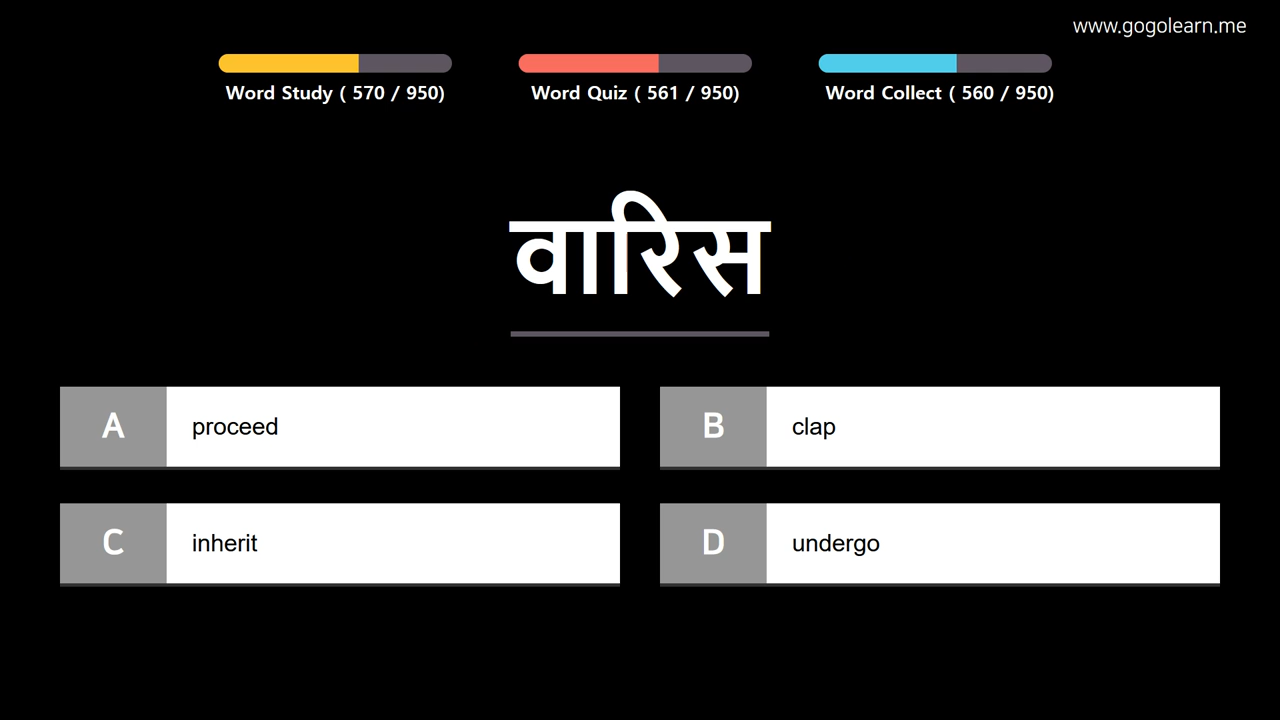 www.gogolearn.me
Word Study ( 570 / 950)
Word Quiz ( 561 / 950)
Word Collect ( 560 / 950)
वारिस
A proceed
B clap
C inherit
D undergo